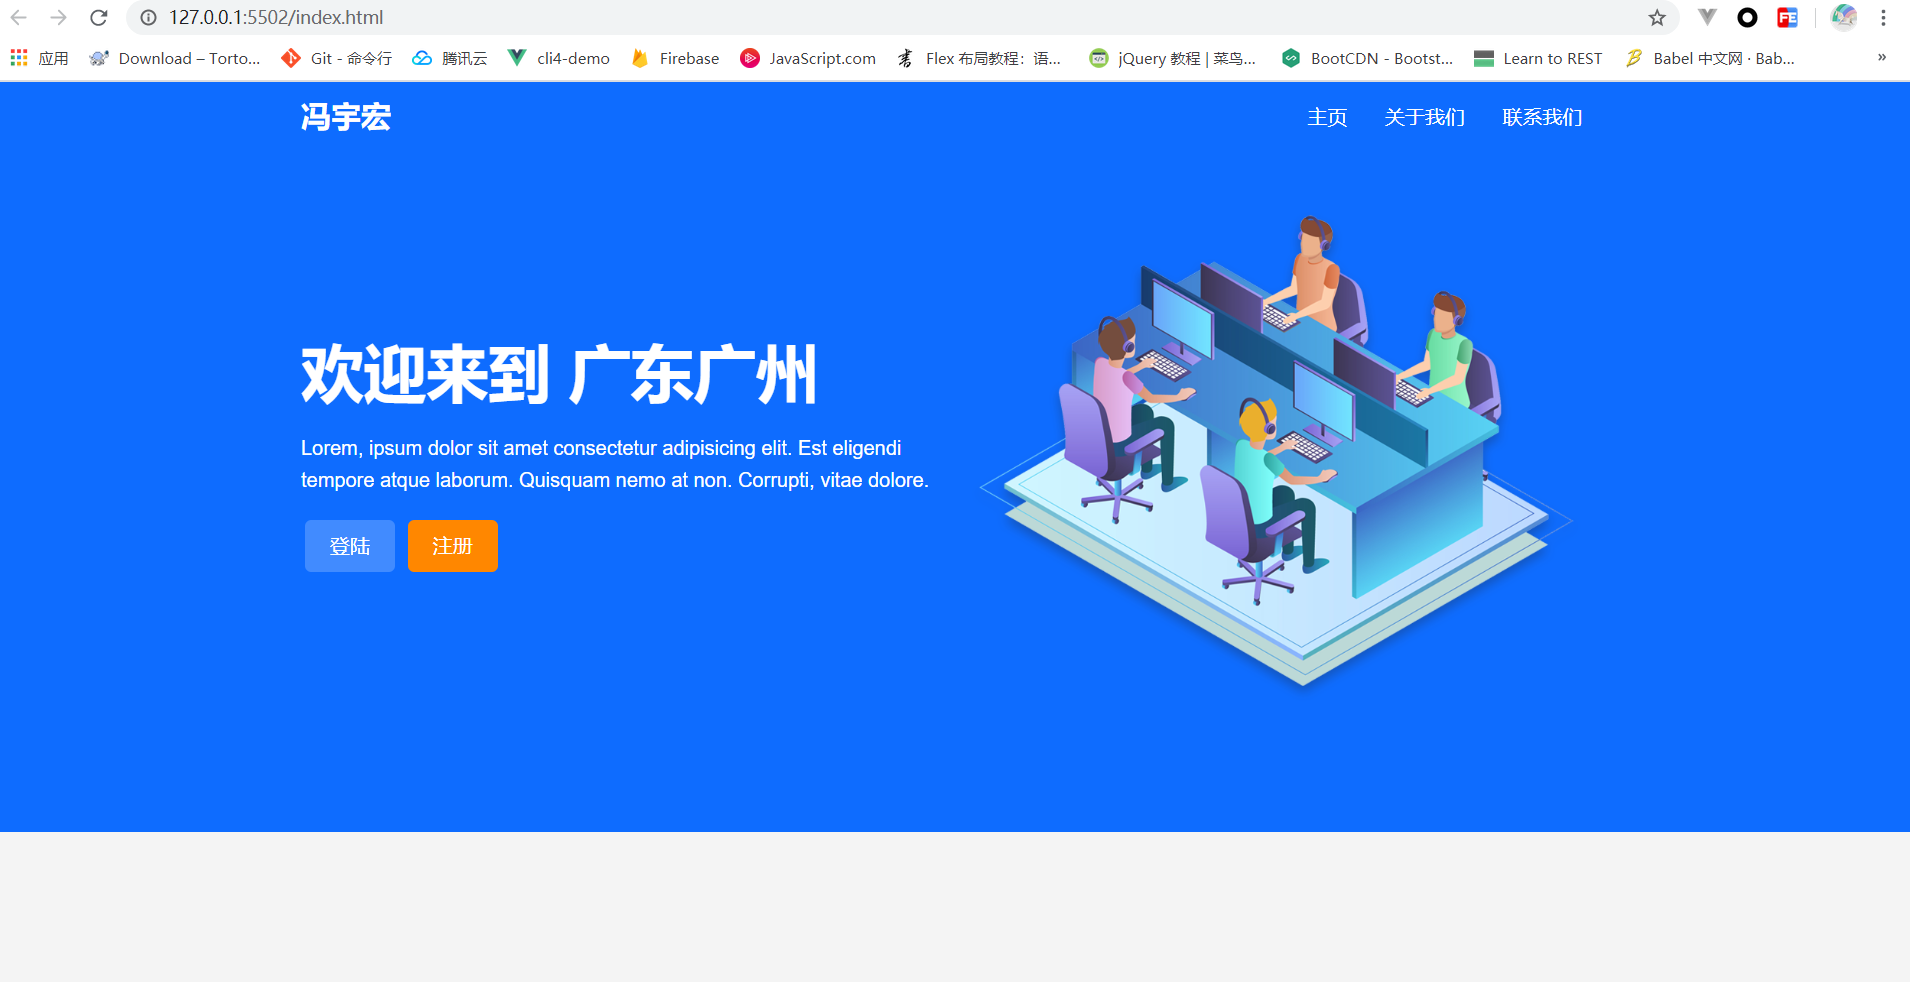 127.0.0.1:5502/index.html
应用 Download – Torto... Git - 命令行 腾讯云 cli4-demo Firebase JavaScript.com Flex 布局教程：语... jQuery 教程 | 菜鸟... BootCDN - Bootst... Learn to REST Babel 中文网 · Bab... »
冯宇宏 主页 关于我们 联系我们
欢迎来到 广东广州
Lorem, ipsum dolor sit amet consectetur adipisicing elit. Est eligendi
tempore atque laborum. Quisquam nemo at non. Corrupti, vitae dolore.
登陆 注册